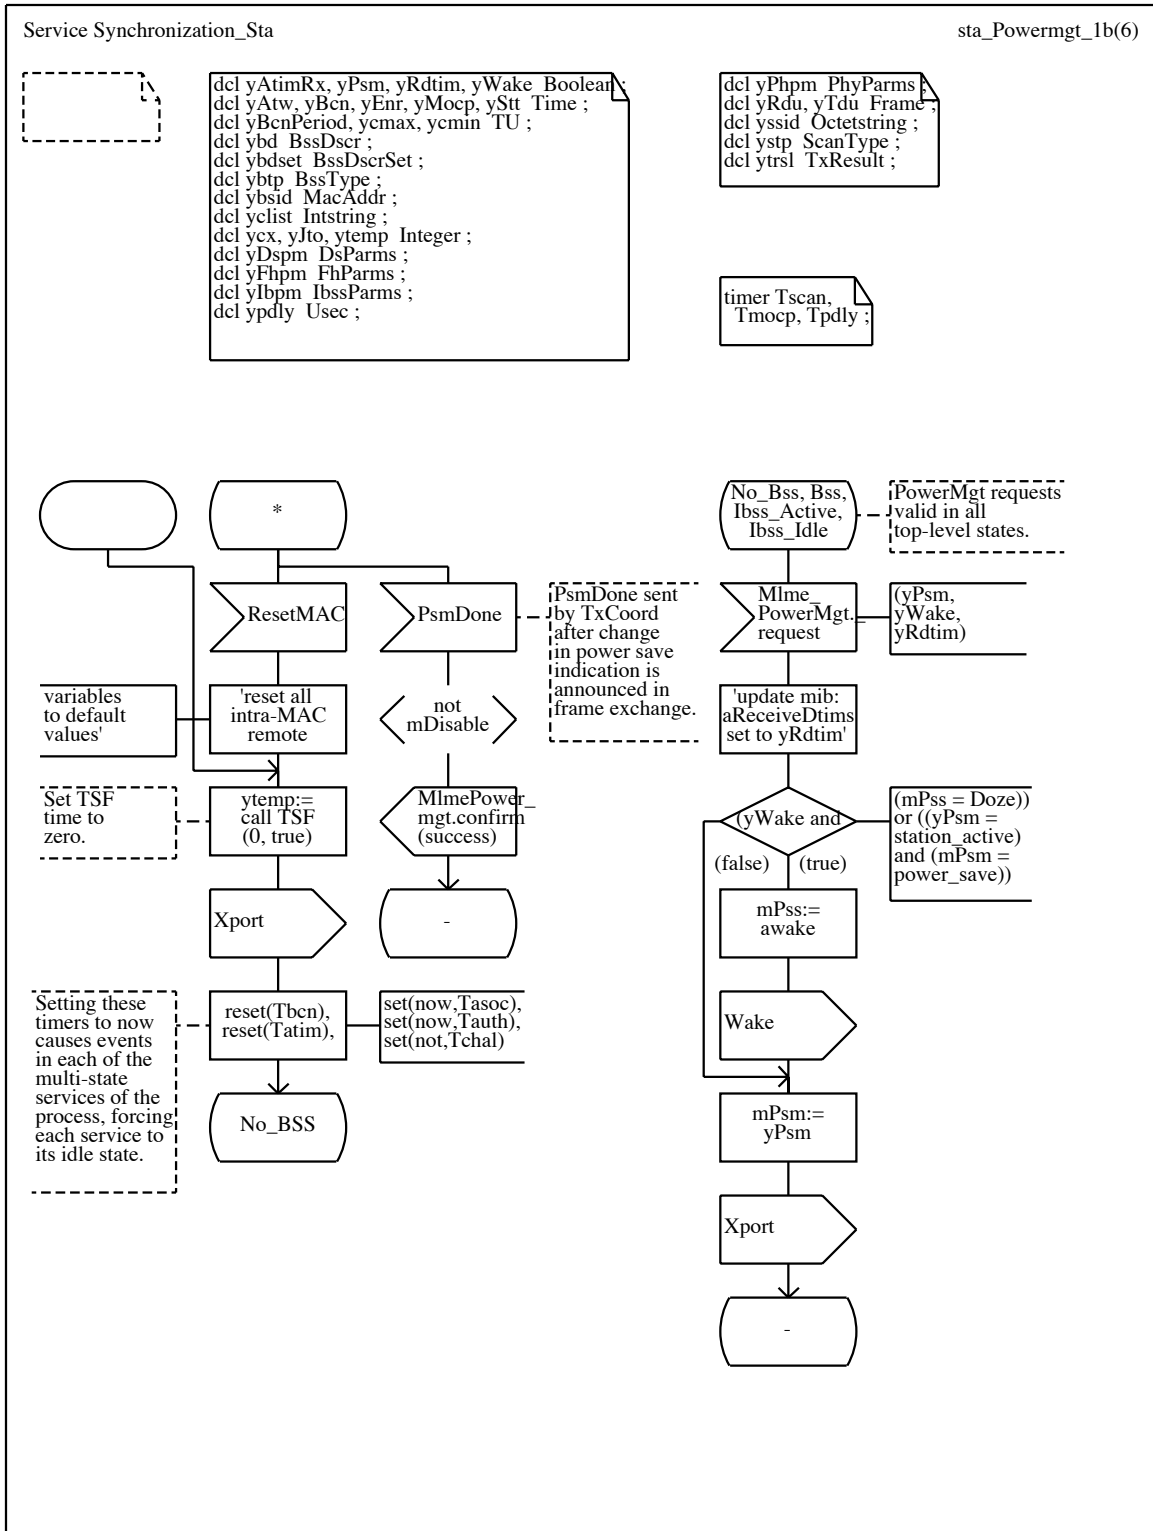 Service Synchronization_Sta
sta_Powermgt_1b(6)
dcl yAtimRx, yPsm, yRdtim, yWake Boolean ;
dcl yAtw, yBcn, yEnr, yMocp, yStt Time ;
dcl yBcnPeriod, ycmax, ycmin TU ;
dcl ybd BssDscr ;
dcl ybdset BssDscrSet ;
dcl ybtp BssType ;
dcl ybsid MacAddr ;
dcl yclist Intstring ;
dcl ycx, yJto, ytemp Integer ;
dcl yDspm DsParms ;
dcl yFhpm FhParms ;
dcl yIbpm IbssParms ;
dcl ypdly Usec ;
dcl yPhpm PhyParms ;
dcl yRdu, yTdu Frame ;
dcl yssid Octetstring ;
dcl ystp ScanType ;
dcl ytrsl TxResult ;
timer Tscan,
Tmocp, Tpdly ;
*
ResetMAC
'reset all
intra-MAC
remote
variables
to default
values'
ytemp:=
call TSF
(0, true)
Set TSF
time to
zero.
Xport
reset(Tbcn),
reset(Tatim),
set(now,Tasoc),
set(now,Tauth),
set(not,Tchal)
Setting these
timers to now
causes events
in each of the
multi-state
services of the
process, forcing
each service to
its idle state.
No_BSS
PsmDone
PsmDone sent
by TxCoord
after change
in power save
indication is
announced in
frame exchange.
not
mDisable
MlmePower_
mgt.confirm
(success)
-
No_Bss, Bss,
Ibss_Active,
Ibss_Idle
PowerMgt requests
valid in all
top-level states.
Mlme_
PowerMgt._
request
(yPsm,
yWake,
yRdtim)
'update mib:
aReceiveDtims
set to yRdtim'
(yWake and
(mPss = Doze))
or ((yPsm =
station_active)
and (mPsm =
power_save))
(false)
(true)
mPss:=
awake
Wake
mPsm:=
yPsm
Xport
-